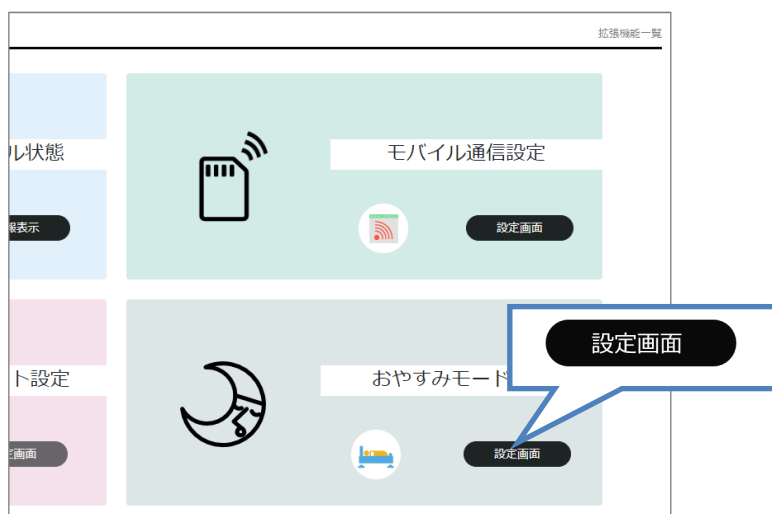 拡張機能一覧
ル状態
モバイル通信設定
報表示
設定画面
ト設定
おやすみモード
設定画面
定画面
設定画面